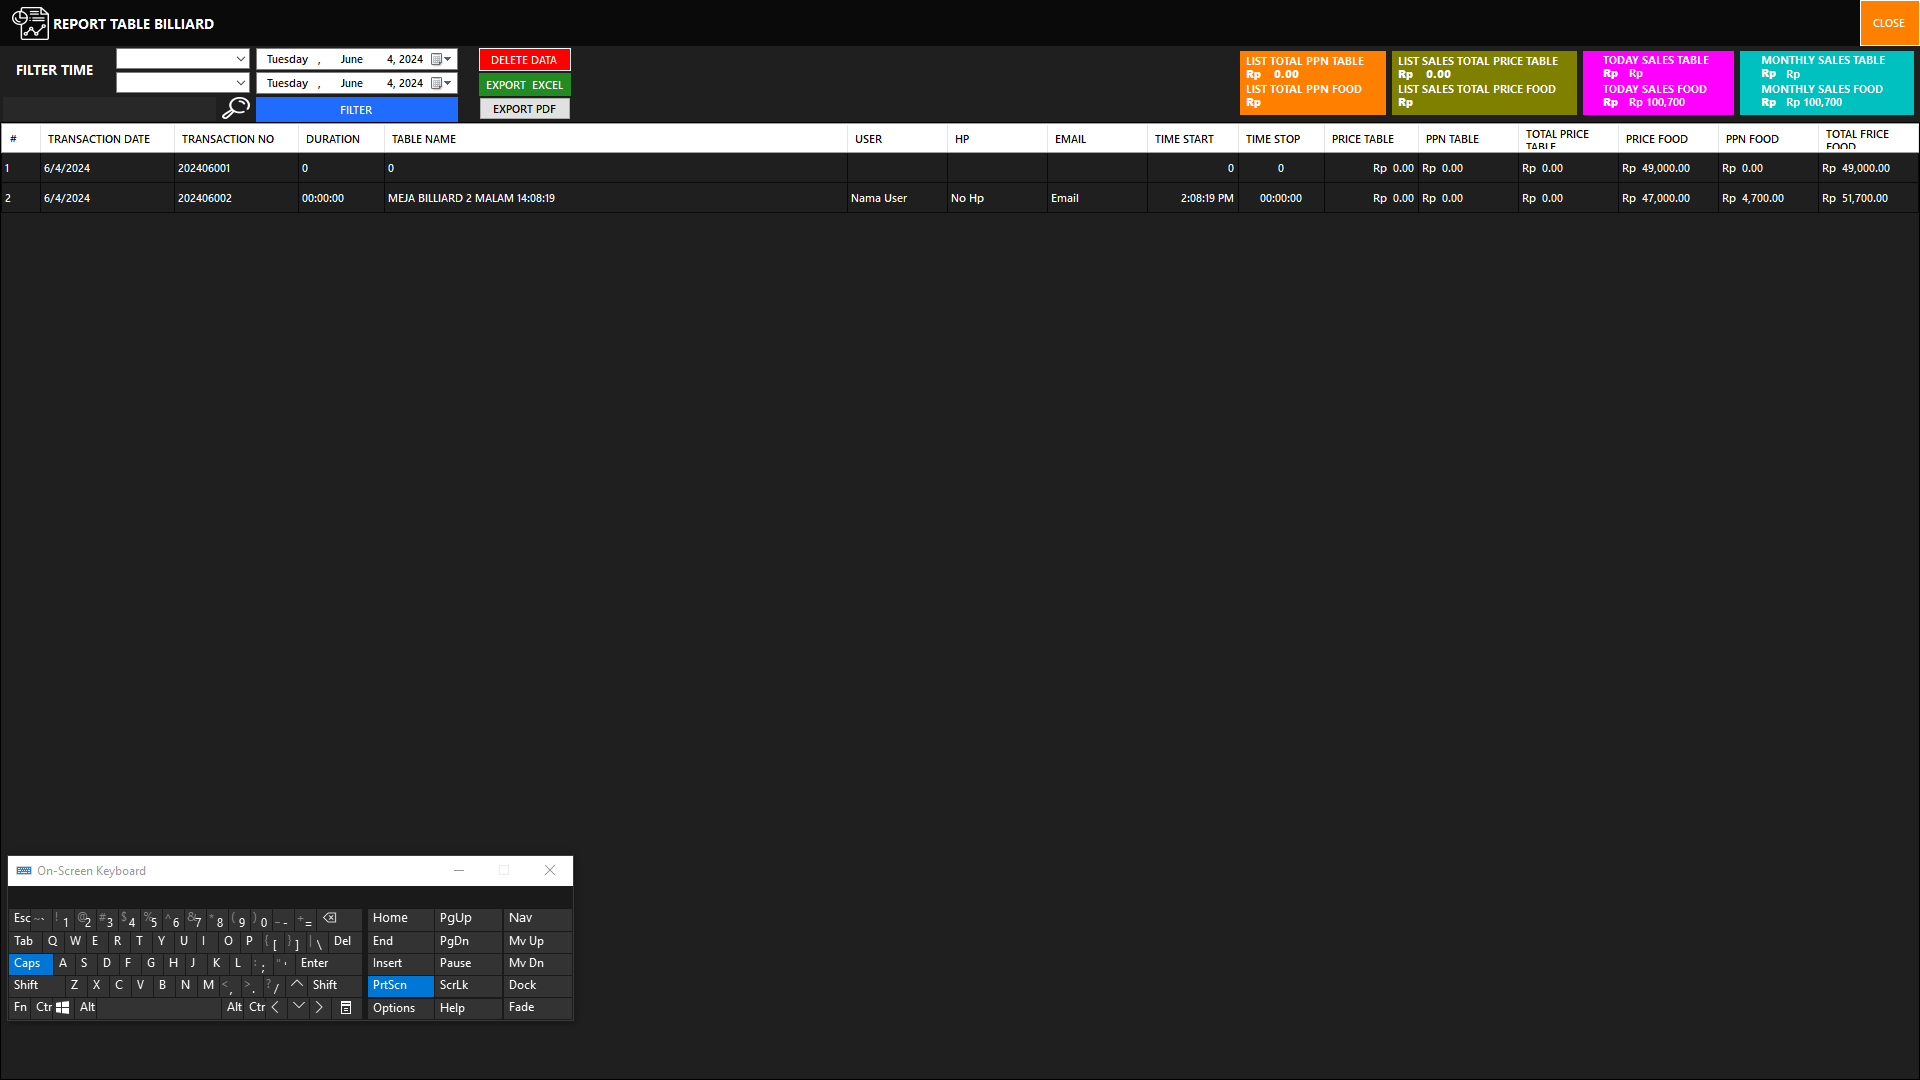 REPORT TABLE BILLIARD
CLOSE
FILTER TIME
Tuesday , June 4, 2024
Tuesday , June 4, 2024
FILTER
DELETE DATA
EXPORT EXCEL
EXPORT PDF
LIST TOTAL PPN TABLE
Rp 0.00
LIST TOTAL PPN FOOD
Rp
LIST SALES TOTAL PRICE TABLE
Rp 0.00
LIST SALES TOTAL PRICE FOOD
Rp
TODAY SALES TABLE
Rp Rp
TODAY SALES FOOD
Rp Rp 100,700
MONTHLY SALES TABLE
Rp Rp
MONTHLY SALES FOOD
Rp Rp 100,700
# TRANSACTION DATE TRANSACTION NO DURATION TABLE NAME USER HP EMAIL TIME START TIME STOP PRICE TABLE PPN TABLE TOTAL PRICE TABLE PRICE FOOD PPN FOOD TOTAL PRICE FOOD
1 6/4/2024 202406001 0 0 0 0 Rp 0.00 Rp 0.00 Rp 0.00 Rp 49,000.00 Rp 0.00 Rp 49,000.00
2 6/4/2024 202406002 00:00:00 MEJA BILLIARD 2 MALAM 14:08:19 Nama User No Hp Email 2:08:19 PM 00:00:00 Rp 0.00 Rp 0.00 Rp 0.00 Rp 47,000.00 Rp 4,700.00 Rp 51,700.00
On-Screen Keyboard
Esc ~ ` ! 1 @ 2 # 3 $ 4 % 5 ^ 6 & 7 * 8 ( 9 ) 0 _ - + = Home PgUp Nav
Tab Q W E R T Y U I O P { [ } ] | \ Del End PgDn Mv Up
Caps A S D F G H J K L : ; " ' Enter Insert Pause Mv Dn
Shift Z X C V B N M < , > . ? / Shift PrtScn ScrLk Dock
Fn Ctr Alt Alt Ctr Options Help Fade